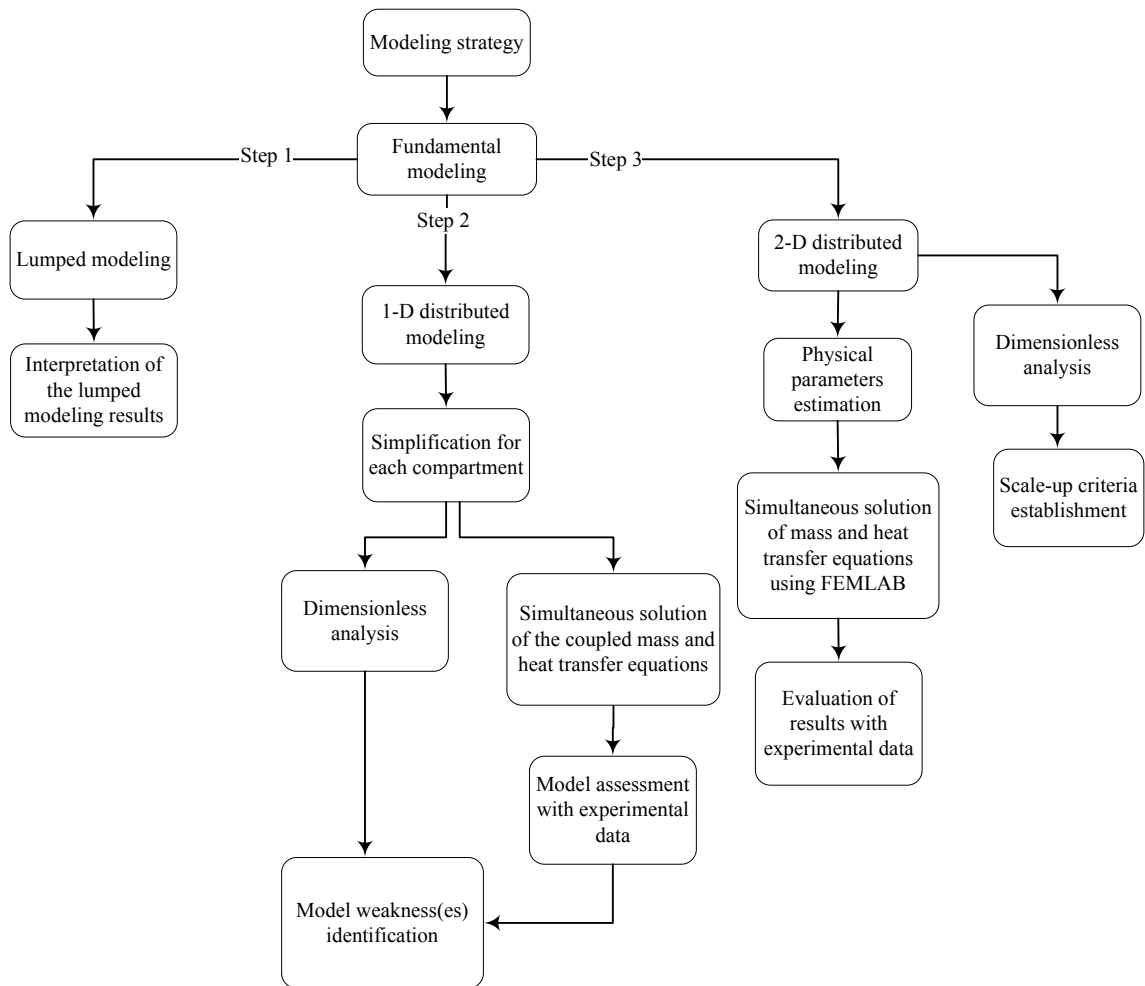 Modeling strategy
Fundamental
modeling
Step 1
Step 3
Step 2
Lumped modeling
Interpretation of
the lumped
modeling results
1-D distributed
modeling
Simplification for
each compartment
Dimensionless
analysis
Simultaneous solution
of the coupled mass and
heat transfer equations
Model assessment
with experimental
data
Model weakness(es)
identification
2-D distributed
modeling
Physical
parameters
estimation
Simultaneous solution
of mass and heat
transfer equations
using FEMLAB
Evaluation of
results with
experimental data
Dimensionless
analysis
Scale-up criteria
establishment